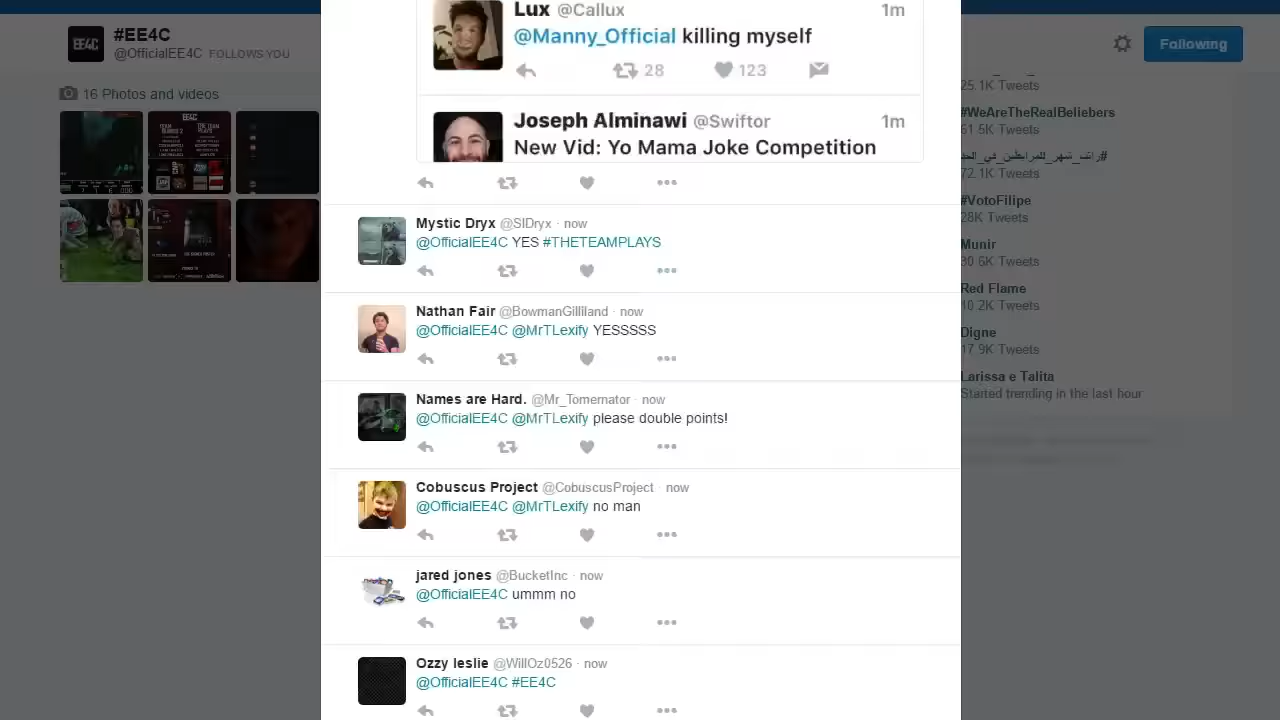 #EE4C
@OfficialEE4C FOLLOWS YOU
16 Photos and videos
Lux @Callux 1m
@Manny_Official killing myself
28 123
Joseph Alminawi @Swiftor 1m
New Vid: Yo Mama Joke Competition
Mystic Dryx @SIDryx · now
@OfficialEE4C YES #THETEAMPLAYS
Nathan Fair @BowmanGilliland · now
@OfficialEE4C @MrTLexify YESSSSS
Names are Hard. @Mr_Tomernator · now
@OfficialEE4C @MrTLexify please double points!
Cobuscus Project @CobuscusProject · now
@OfficialEE4C @MrTLexify no man
jared jones @BucketInc · now
@OfficialEE4C ummm no
Ozzy leslie @WillOz0526 · now
@OfficialEE4C #EE4C
Following
25.1K Tweets
#WeAreTheRealBeliebers
61.5K Tweets
72.1K Tweets
#VotoFilipe
28K Tweets
Munir
30.6K Tweets
Red Flame
10.2K Tweets
Digne
17.9K Tweets
Larissa e Talita
Started trending in the last hour